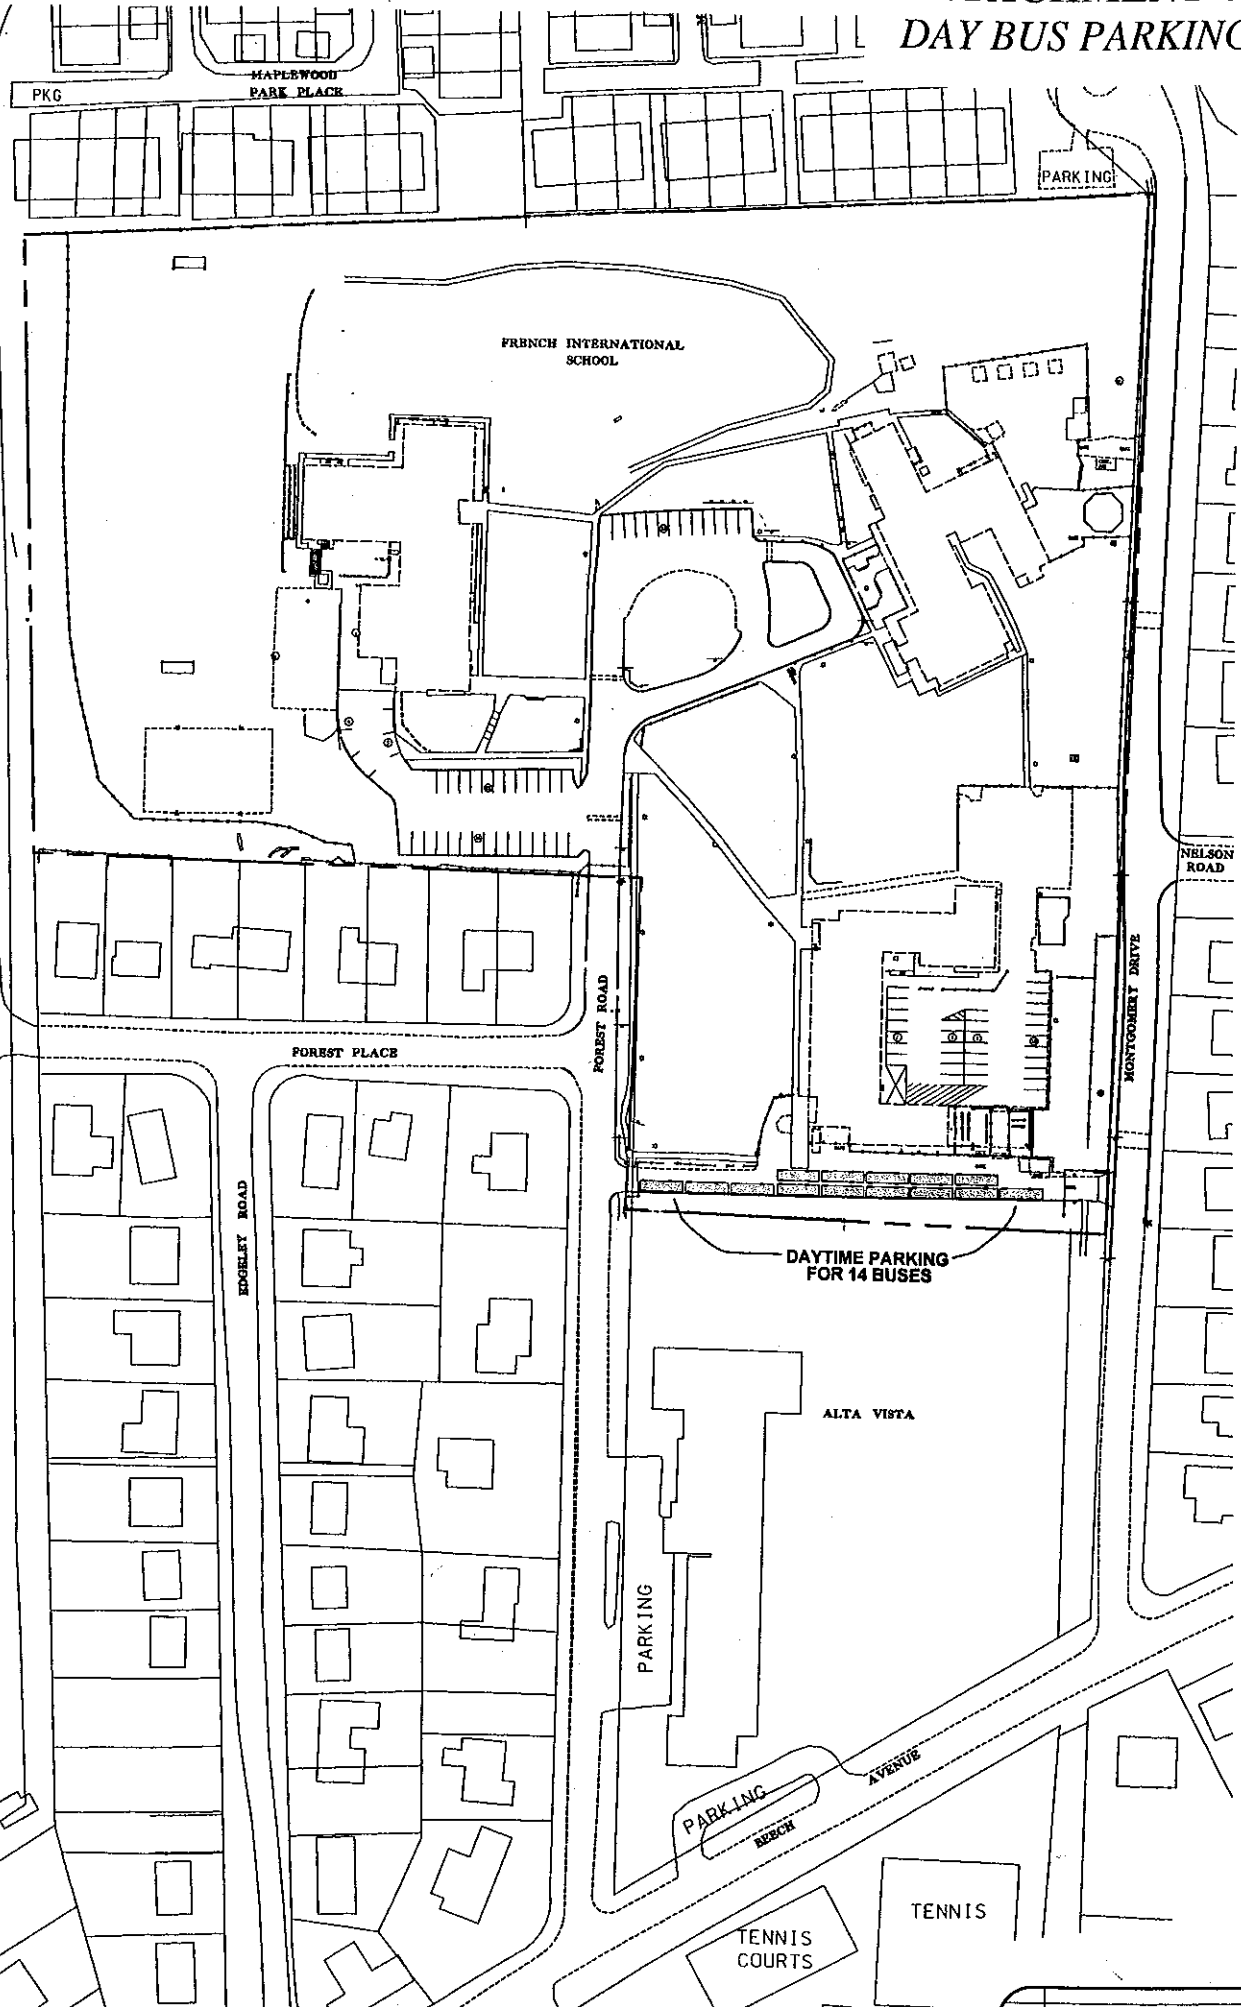 DAY BUS PARKING
MAPLEWOOD
PARK PLACE
PKG
PARKING
FRENCH INTERNATIONAL
SCHOOL
NELSON
ROAD
MONTGOMERY DRIVE
FOREST ROAD
FOREST PLACE
EDGELEY ROAD
DAYTIME PARKING
FOR 14 BUSES
ALTA VISTA
PARKING
PARKING
BEECH AVENUE
TENNIS
TENNIS
COURTS